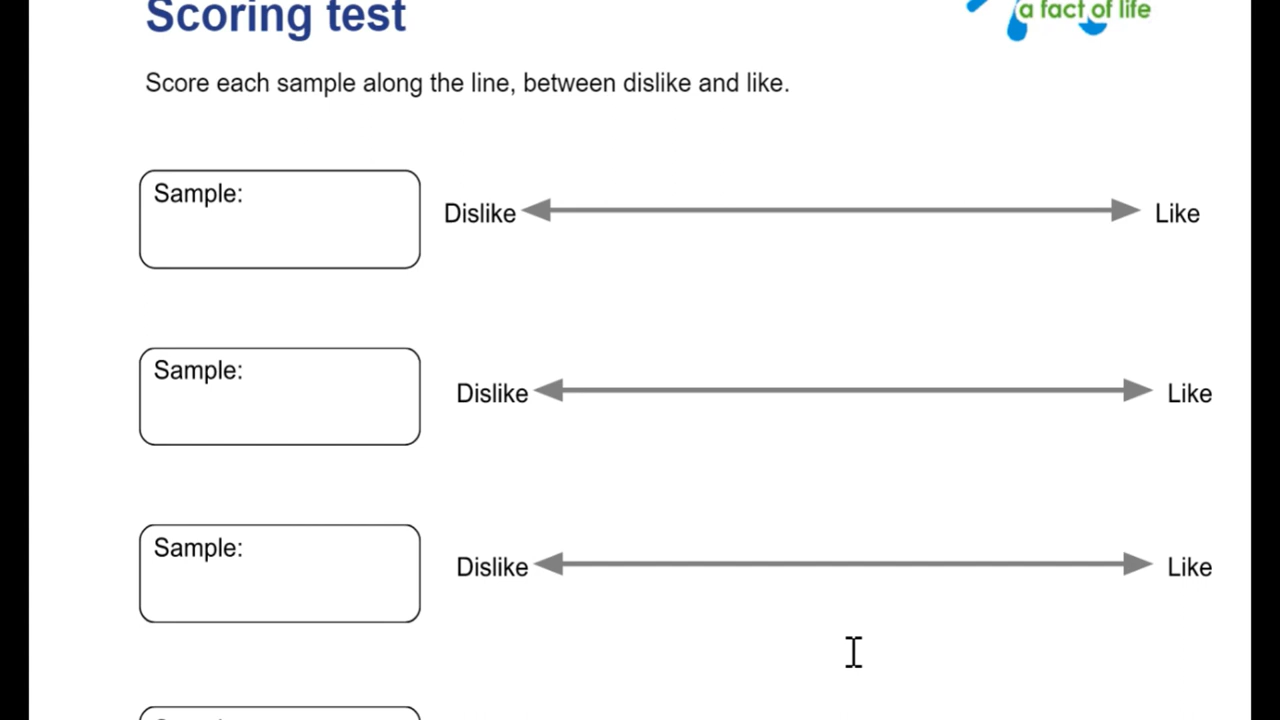 Scoring test
a fact of life
Score each sample along the line, between dislike and like.
Sample:
Dislike
Like
Sample:
Dislike
Like
Sample:
Dislike
Like